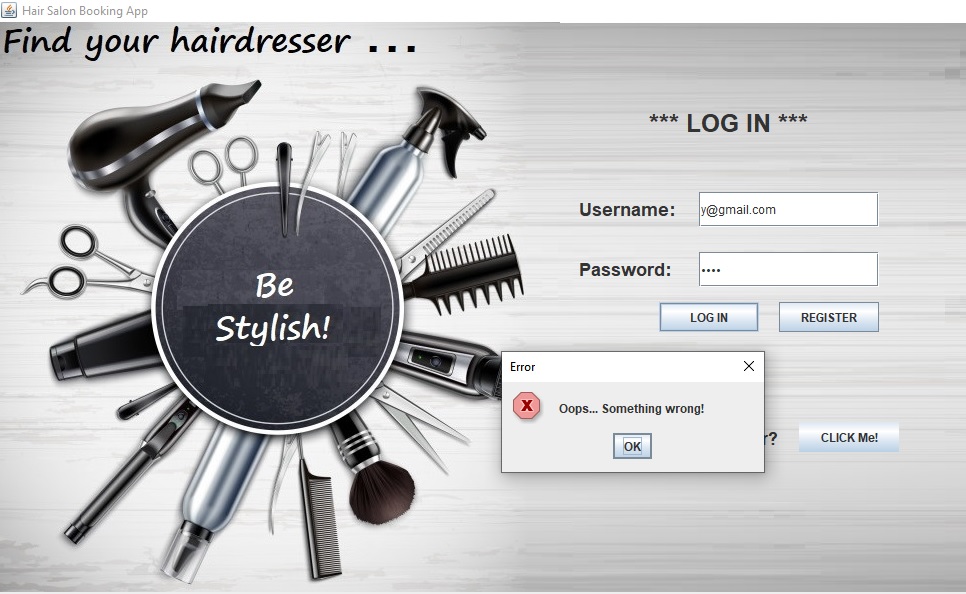 Hair Salon Booking App
Find your hairdresser ...
*** LOG IN ***
Username: y@gmail.com
Password: ••••
LOG IN REGISTER
Be
Stylish!
Error
X
Oops... Something wrong!
OK
r? CLICK Me!